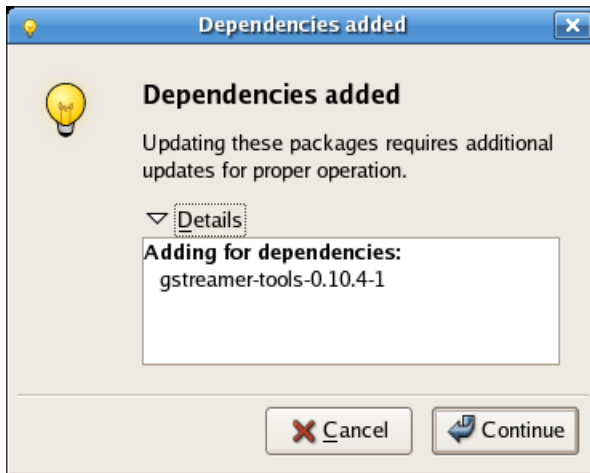 Dependencies added
Dependencies added
Updating these packages requires additional
updates for proper operation.
Details
Adding for dependencies:
gstreamer-tools-0.10.4-1
Cancel
Continue